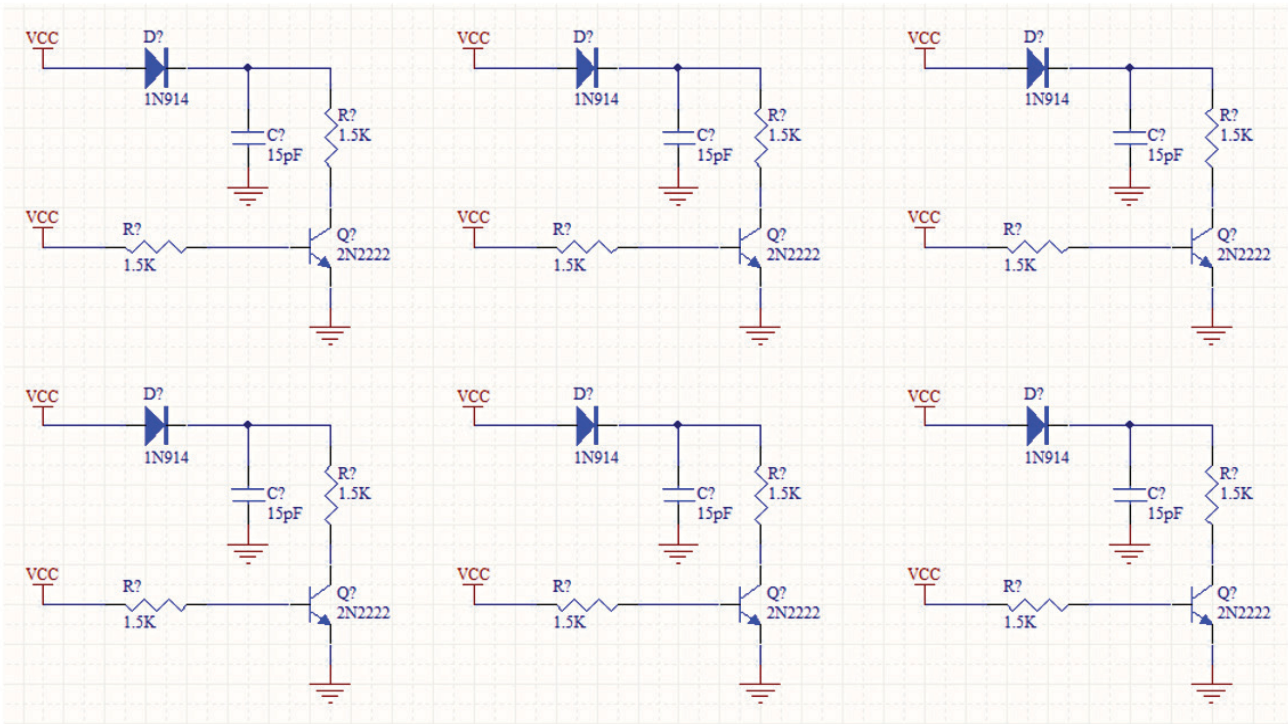 VCC
D?
1N914
C?
15pF
R?
1.5K
VCC
R?
1.5K
Q?
2N2222
VCC
D?
1N914
C?
15pF
R?
1.5K
VCC
R?
1.5K
Q?
2N2222
VCC
D?
1N914
C?
15pF
R?
1.5K
VCC
R?
1.5K
Q?
2N2222
VCC
D?
1N914
C?
15pF
R?
1.5K
VCC
R?
1.5K
Q?
2N2222
VCC
D?
1N914
C?
15pF
R?
1.5K
VCC
R?
1.5K
Q?
2N2222
VCC
D?
1N914
C?
15pF
R?
1.5K
VCC
R?
1.5K
Q?
2N2222